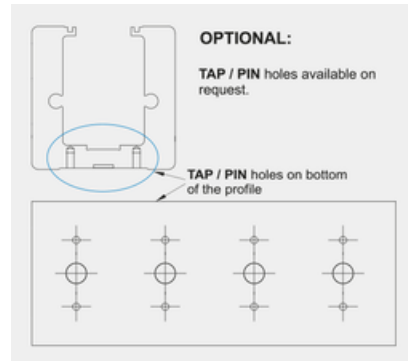 OPTIONAL:
TAP / PIN holes available on
request.
TAP / PIN holes on bottom
of the profile